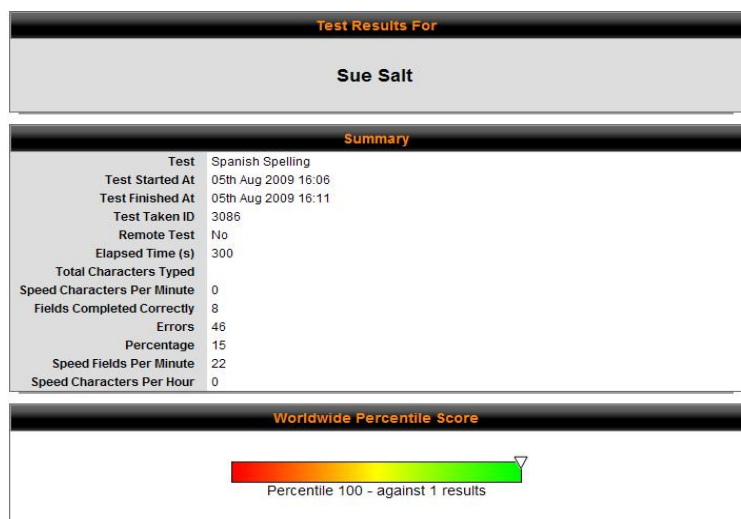 Test Results For
Sue Salt
Summary
Test Spanish Spelling
Test Started At 05th Aug 2009 16:06
Test Finished At 05th Aug 2009 16:11
Test Taken ID 3086
Remote Test No
Elapsed Time (s) 300
Total Characters Typed
Speed Characters Per Minute 0
Fields Completed Correctly 8
Errors 46
Percentage 15
Speed Fields Per Minute 22
Speed Characters Per Hour 0
Worldwide Percentile Score
Percentile 100 - against 1 results